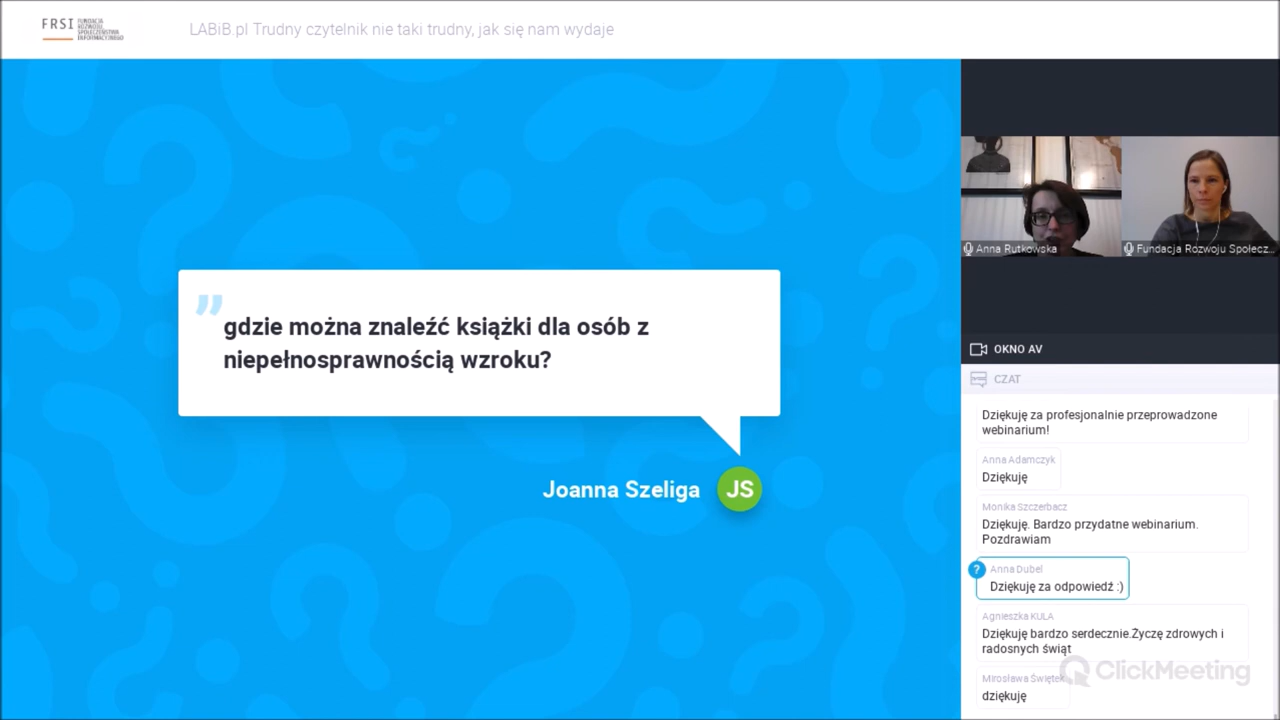 FRSI
FUNDACJA
ROZWOJU
SPOŁECZEŃSTWA
INFORMACYJNEGO
LABiB.pl Trudny czytelnik nie taki trudny, jak się nam wydaje
gdzie można znaleźć książki dla osób z
niepełnosprawnością wzroku?
Joanna Szeliga
JS
Anna Rutkowska
Fundacja Rozwoju Społecz...
OKNO AV
CZAT
Dziękuję za profesjonalnie przeprowadzone
webinarium!
Anna Adamczyk
Dziękuję
Monika Szczerbacz
Dziękuję. Bardzo przydatne webinarium.
Pozdrawiam
?
Anna Dubel
Dziękuję za odpowiedź :)
Agnieszka KULA
Dziękuję bardzo serdecznie.Życzę zdrowych i
radosnych świąt
ClickMeeting
Mirosława Świętek
dziękuję